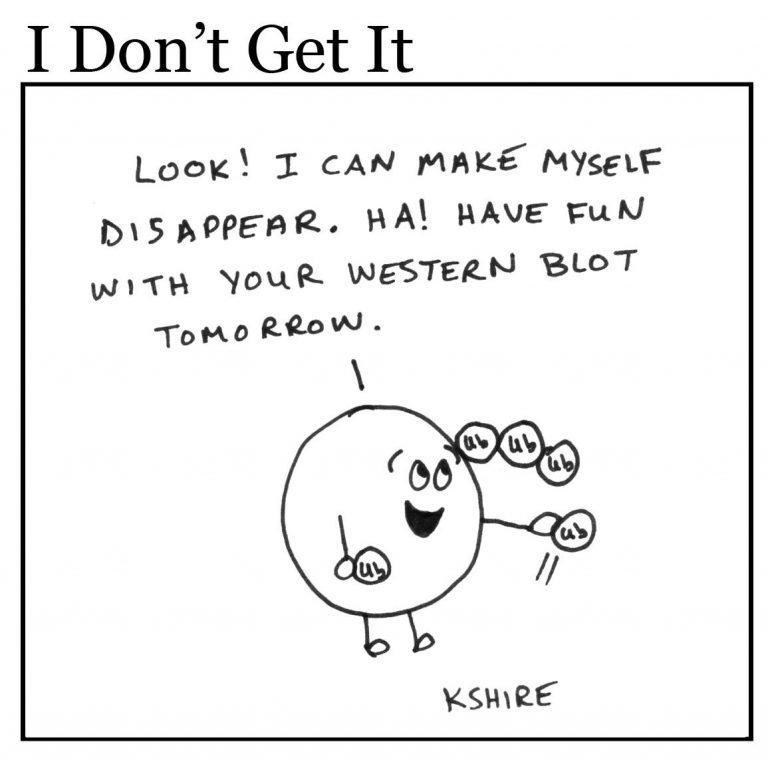 I Don't Get It
LOOK! I CAN MAKE MYSELF
DISAPPEAR. HA! HAVE FUN
WITH YOUR WESTERN BLOT
TOMORROW.
ub ub ub
ub
ub
KSHIRE